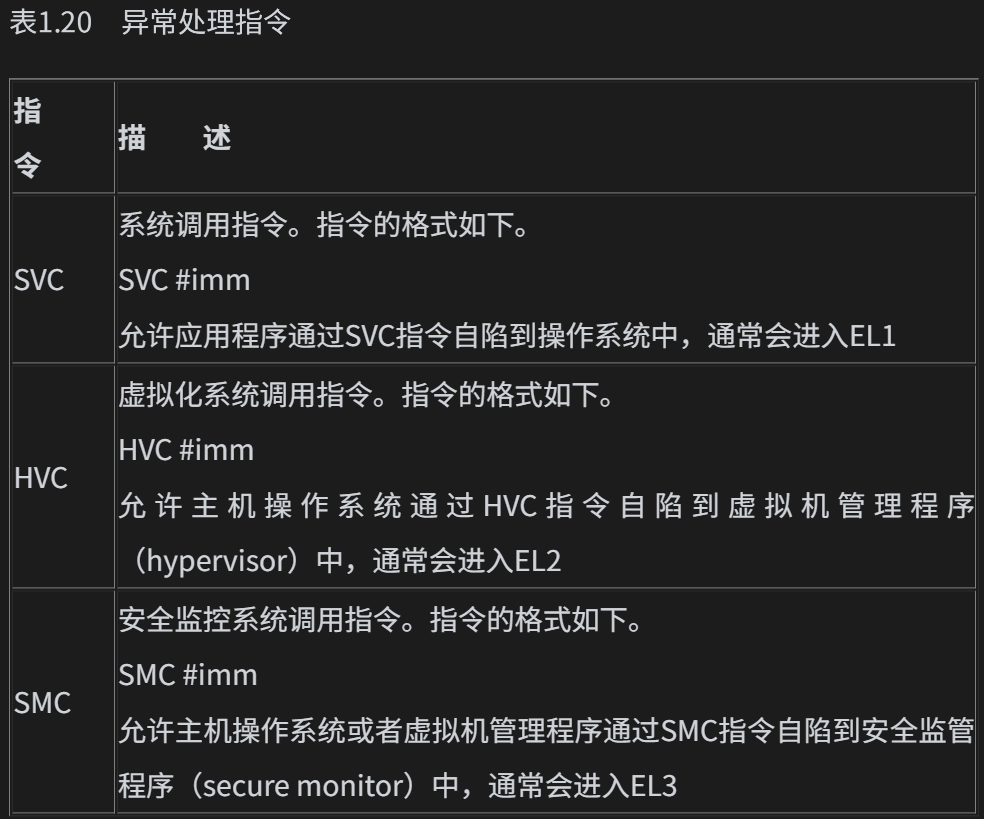 表1.20 异常处理指令
指
令
描 述
SVC
系统调用指令。指令的格式如下。
SVC #imm
允许应用程序通过SVC指令自陷到操作系统中，通常会进入EL1
HVC
虚拟化系统调用指令。指令的格式如下。
HVC #imm
允许主机操作系统通过HVC指令自陷到虚拟机管理程序
（hypervisor）中，通常会进入EL2
SMC
安全监控系统调用指令。指令的格式如下。
SMC #imm
允许主机操作系统或者虚拟机管理程序通过SMC指令自陷到安全监管
程序（secure monitor）中，通常会进入EL3